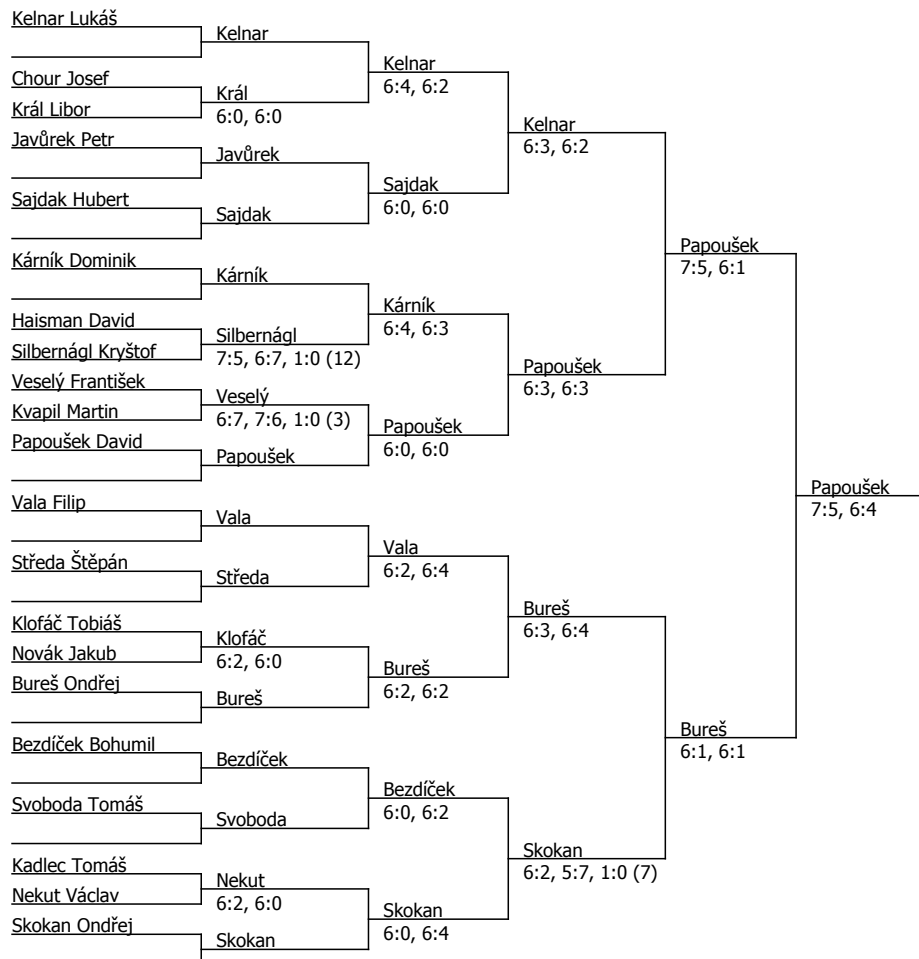 Kelnar Lukáš
Chour Josef
Král Libor
Javůrek Petr
Sajdak Hubert
Kárník Dominik
Haisman David
Silbernágl Kryštof
Veselý František
Kvapil Martin
Papoušek David
Vala Filip
Středa Štěpán
Klofáč Tobiáš
Novák Jakub
Bureš Ondřej
Bezdíček Bohumil
Svoboda Tomáš
Kadlec Tomáš
Nekut Václav
Skokan Ondřej
Kelnar
Král
6:0, 6:0
Javůrek
Sajdak
Kárník
Silbernágl
7:5, 6:7, 1:0 (12)
Veselý
6:7, 7:6, 1:0 (3)
Papoušek
Vala
Středa
Klofáč
6:2, 6:0
Bureš
Bezdíček
Svoboda
Nekut
6:2, 6:0
Skokan
Kelnar
6:4, 6:2
Sajdak
6:0, 6:0
Kárník
6:4, 6:3
Papoušek
6:0, 6:0
Vala
6:2, 6:4
Bureš
6:2, 6:2
Bezdíček
6:0, 6:2
Skokan
6:0, 6:4
Kelnar
6:3, 6:2
Papoušek
6:3, 6:3
Bureš
6:3, 6:4
Skokan
6:2, 5:7, 1:0 (7)
Papoušek
7:5, 6:1
Bureš
6:1, 6:1
Papoušek
7:5, 6:4